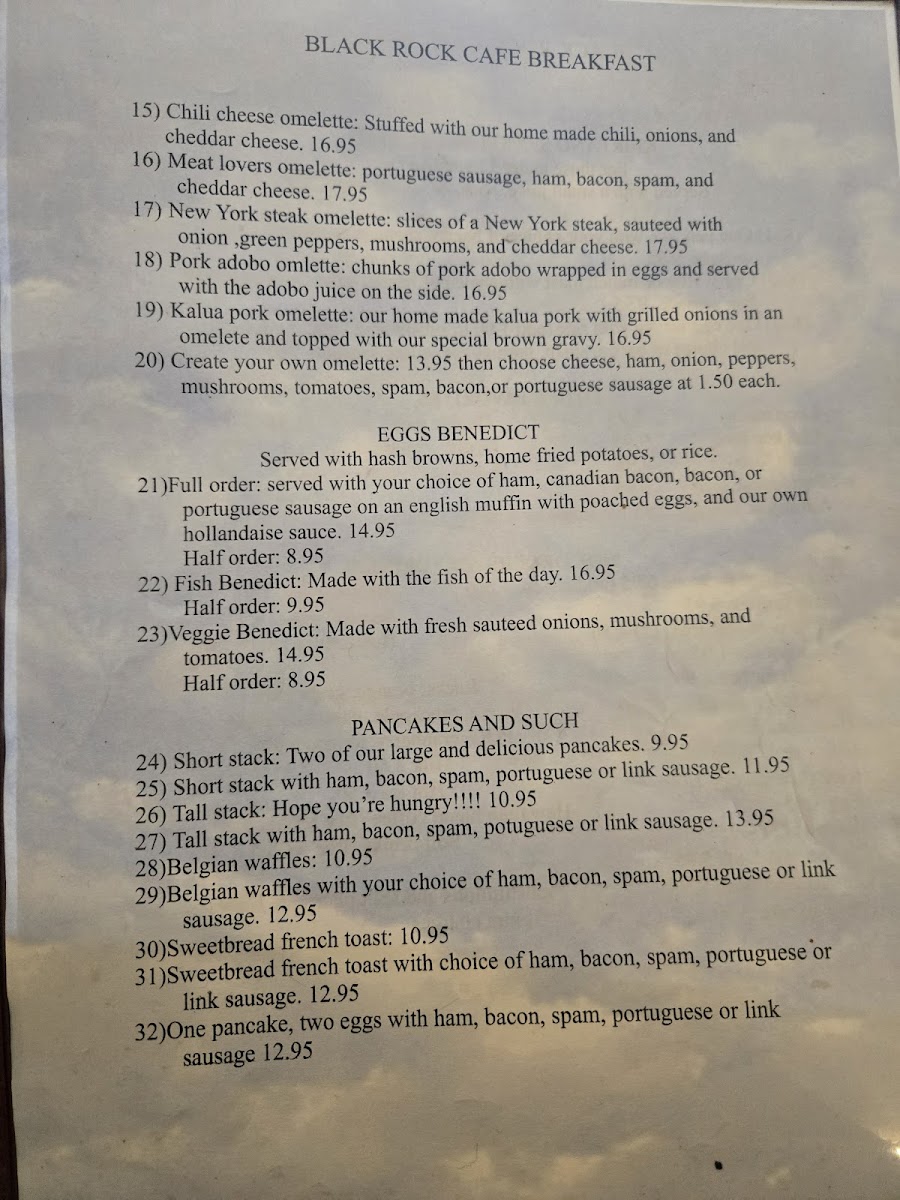 BLACK ROCK CAFE BREAKFAST
15) Chili cheese omelette: Stuffed with our home made chili, onions, and
cheddar cheese. 16.95
16) Meat lovers omelette: portuguese sausage, ham, bacon, spam, and
cheddar cheese. 17.95
17) New York steak omelette: slices of a New York steak, sauteed with
onion ,green peppers, mushrooms, and cheddar cheese. 17.95
18) Pork adobo omlette: chunks of pork adobo wrapped in eggs and served
with the adobo juice on the side. 16.95
19) Kalua pork omelette: our home made kalua pork with grilled onions in an
omelete and topped with our special brown gravy. 16.95
20) Create your own omelette: 13.95 then choose cheese, ham, onion, peppers,
mushrooms, tomatoes, spam, bacon,or portuguese sausage at 1.50 each.
EGGS BENEDICT
Served with hash browns, home fried potatoes, or rice.
21)Full order: served with your choice of ham, canadian bacon, bacon, or
portuguese sausage on an english muffin with poached eggs, and our own
hollandaise sauce. 14.95
Half order: 8.95
22) Fish Benedict: Made with the fish of the day. 16.95
Half order: 9.95
23)Veggie Benedict: Made with fresh sauteed onions, mushrooms, and
tomatoes. 14.95
Half order: 8.95
PANCAKES AND SUCH
24) Short stack: Two of our large and delicious pancakes. 9.95
25) Short stack with ham, bacon, spam, portuguese or link sausage. 11.95
26) Tall stack: Hope you're hungry!!!! 10.95
27) Tall stack with ham, bacon, spam, potuguese or link sausage. 13.95
28)Belgian waffles: 10.95
29)Belgian waffles with your choice of ham, bacon, spam, portuguese or link
sausage. 12.95
30)Sweetbread french toast: 10.95
31)Sweetbread french toast with choice of ham, bacon, spam, portuguese or
link sausage. 12.95
32)One pancake, two eggs with ham, bacon, spam, portuguese or link
sausage 12.95